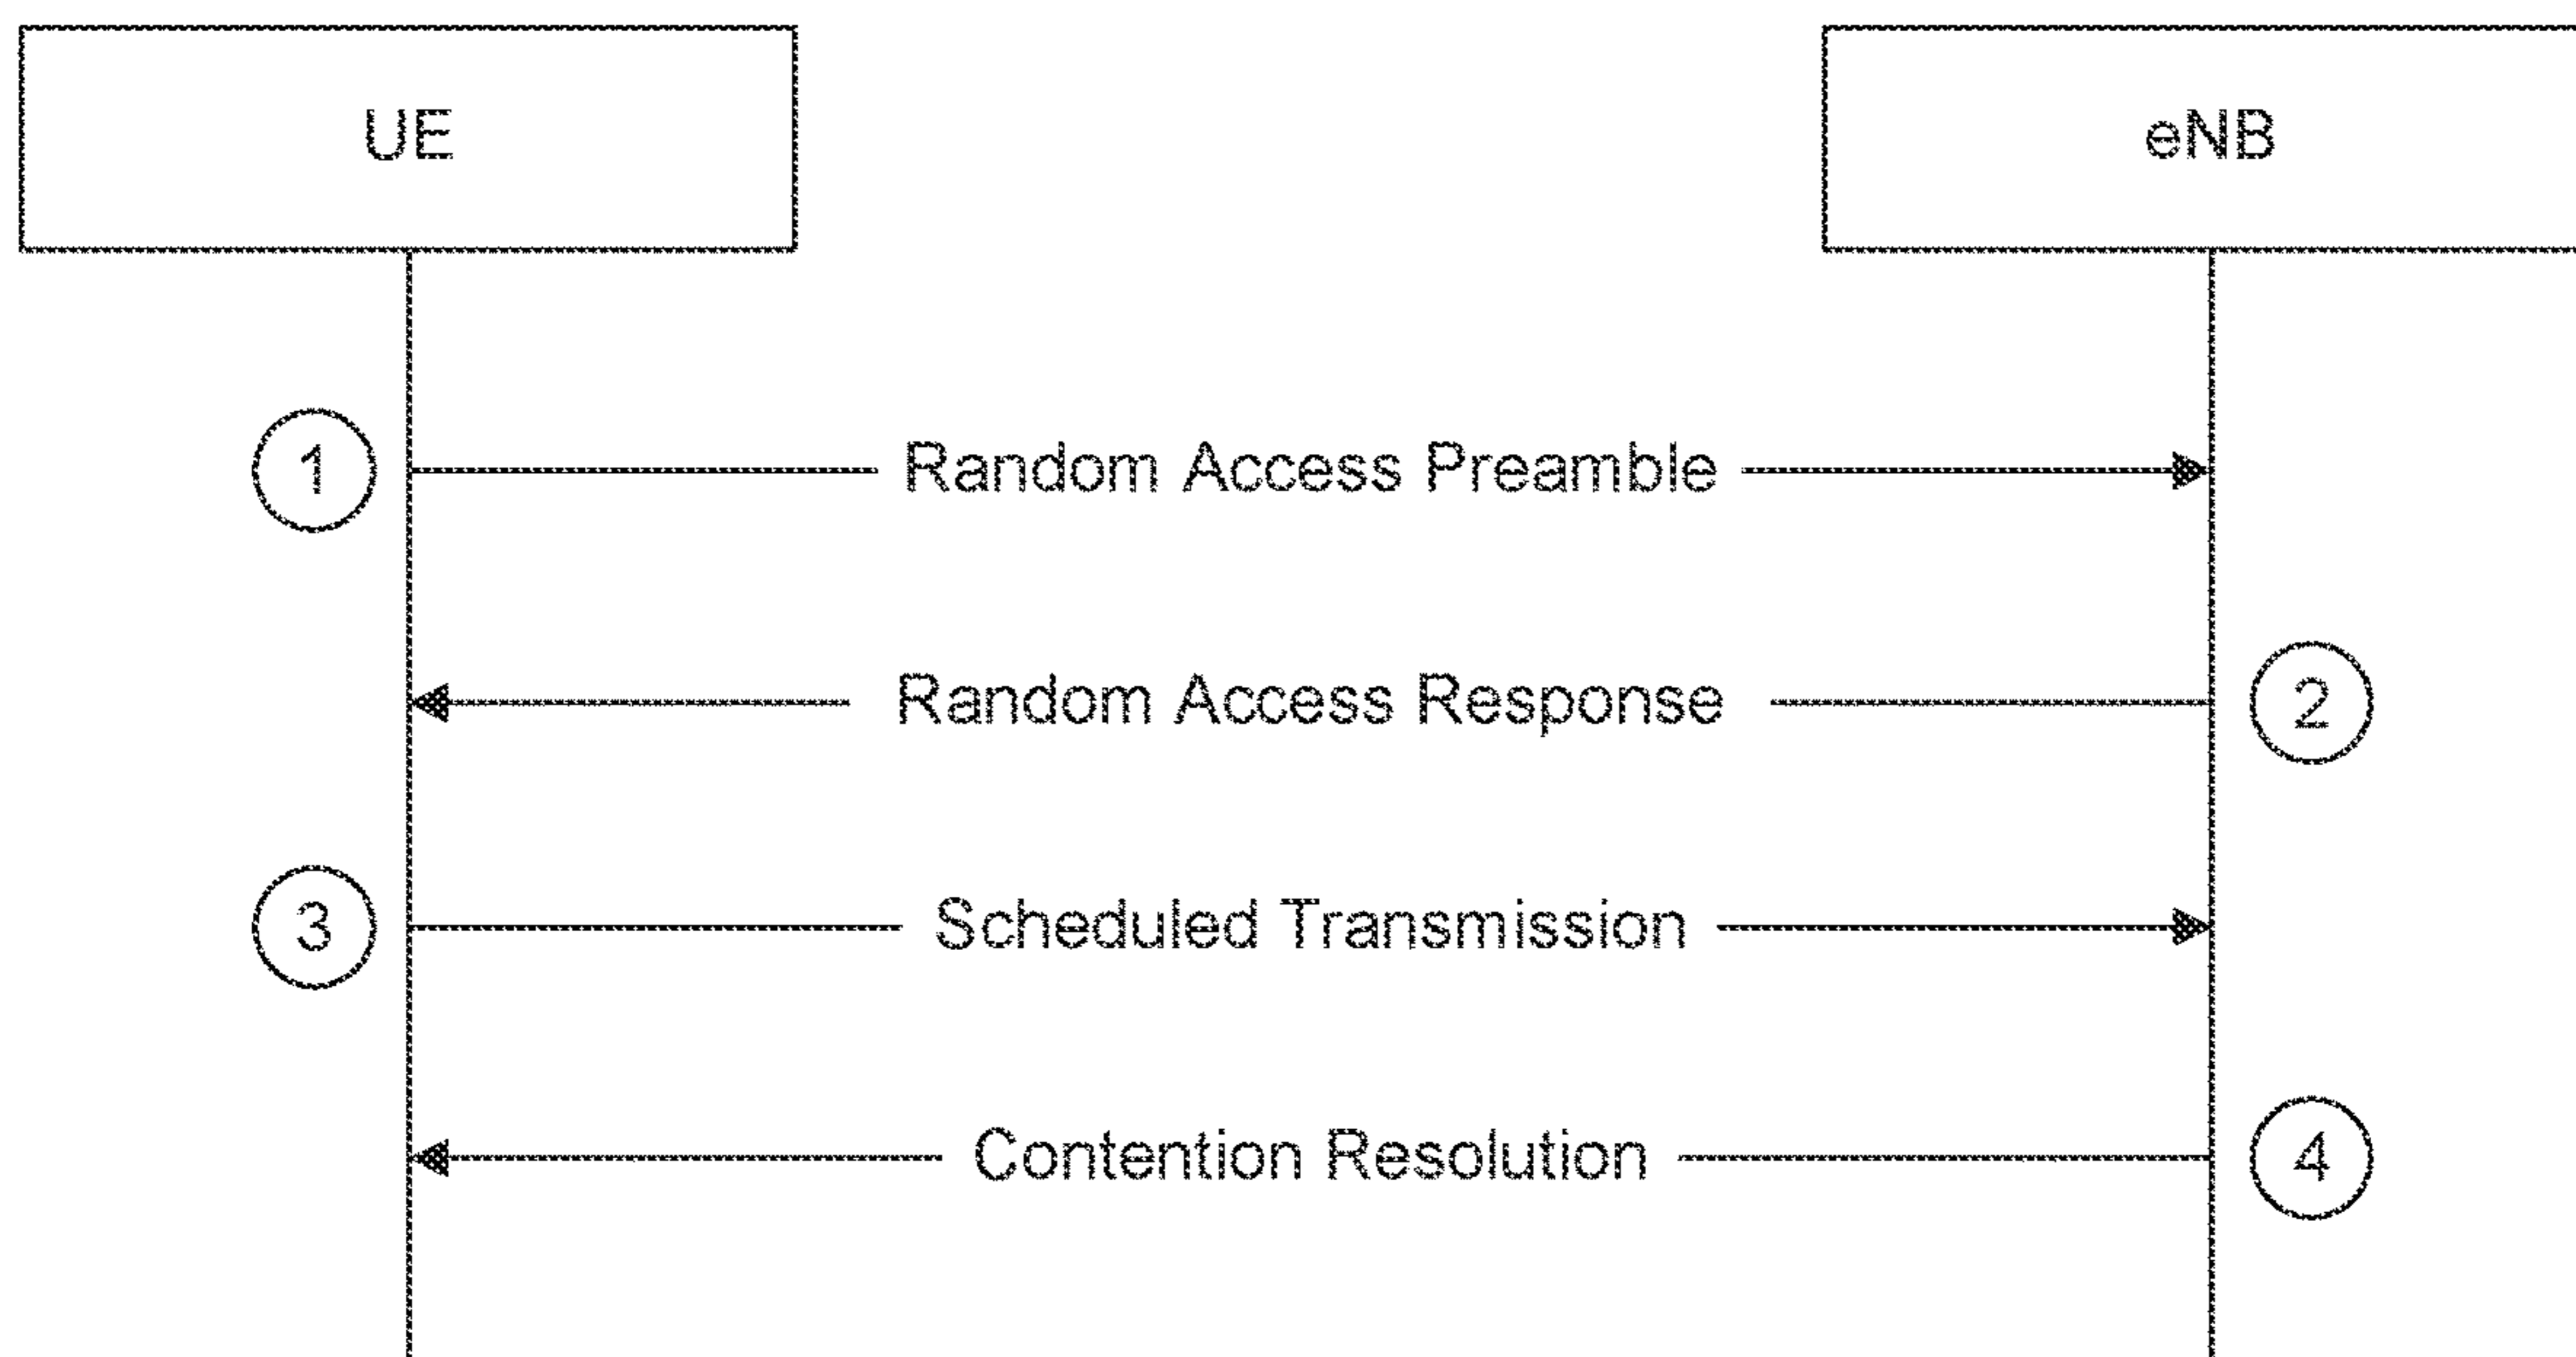 UE
eNB
1
Random Access Preamble
Random Access Response
2
3
Scheduled Transmission
Contention Resolution
4